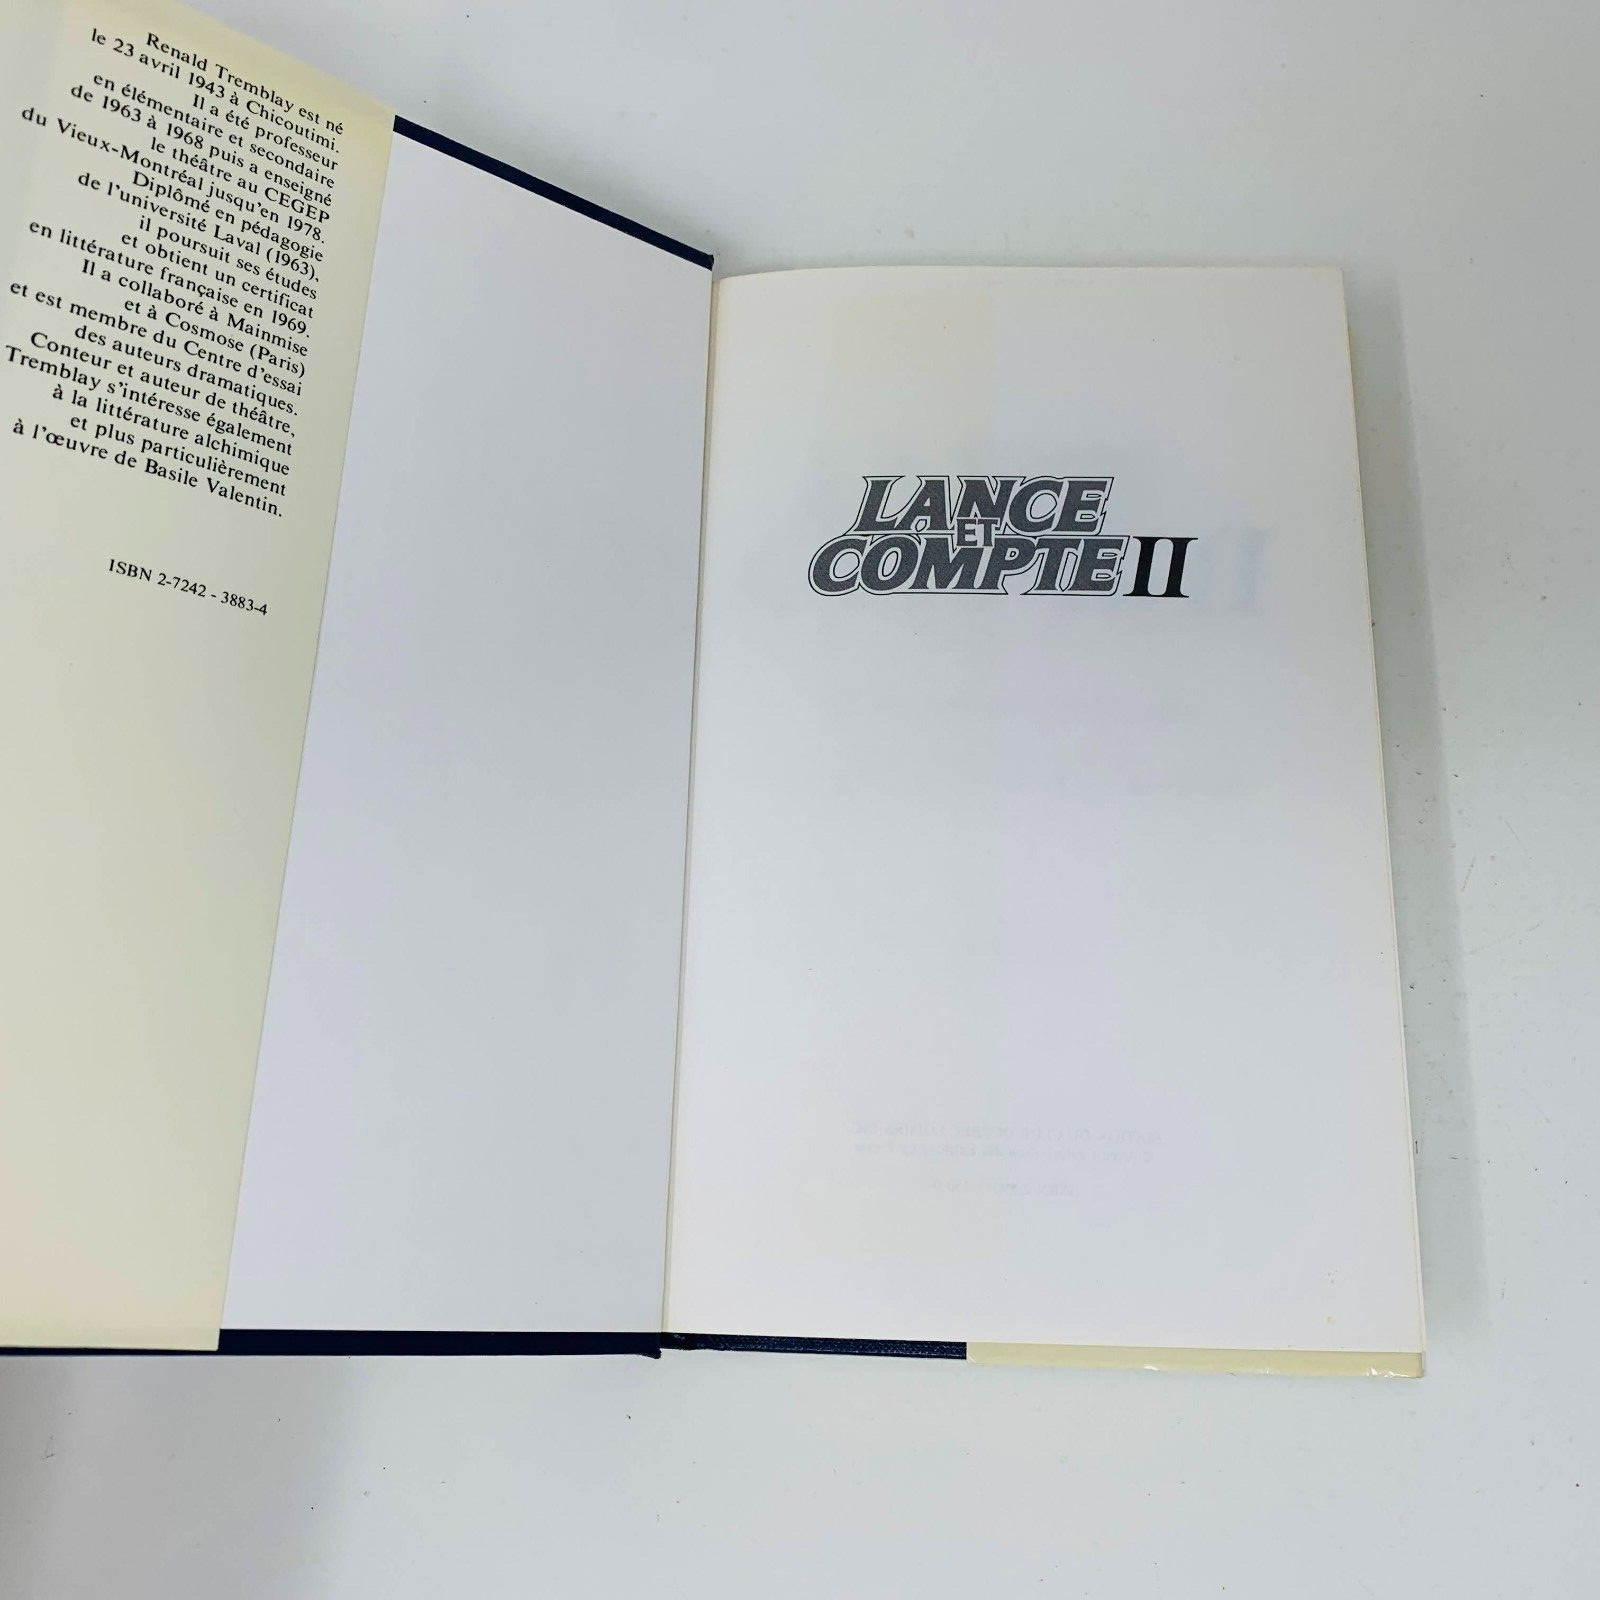 Renald Tremblay est né
le 23 avril 1943 à Chicoutimi.
Il a été professeur
en élémentaire et secondaire
de 1963 à 1968 puis a enseigné
le théâtre au CEGEP
du Vieux-Montréal jusqu'en 1978.
Diplômé en pédagogie
de l'université Laval (1963),
il poursuit ses études
et obtient un certificat
en littérature française en 1969.
Il a collaboré à Mainmise
et à Cosmose (Paris)
et est membre du Centre d'essai
des auteurs dramatiques.
Conteur et auteur de théâtre,
Tremblay s'intéresse également
à la littérature alchimique
et plus particulièrement
à l'œuvre de Basile Valentin.
ISBN 2-7242 - 3883-4
LANCE
ET
COMPTE II